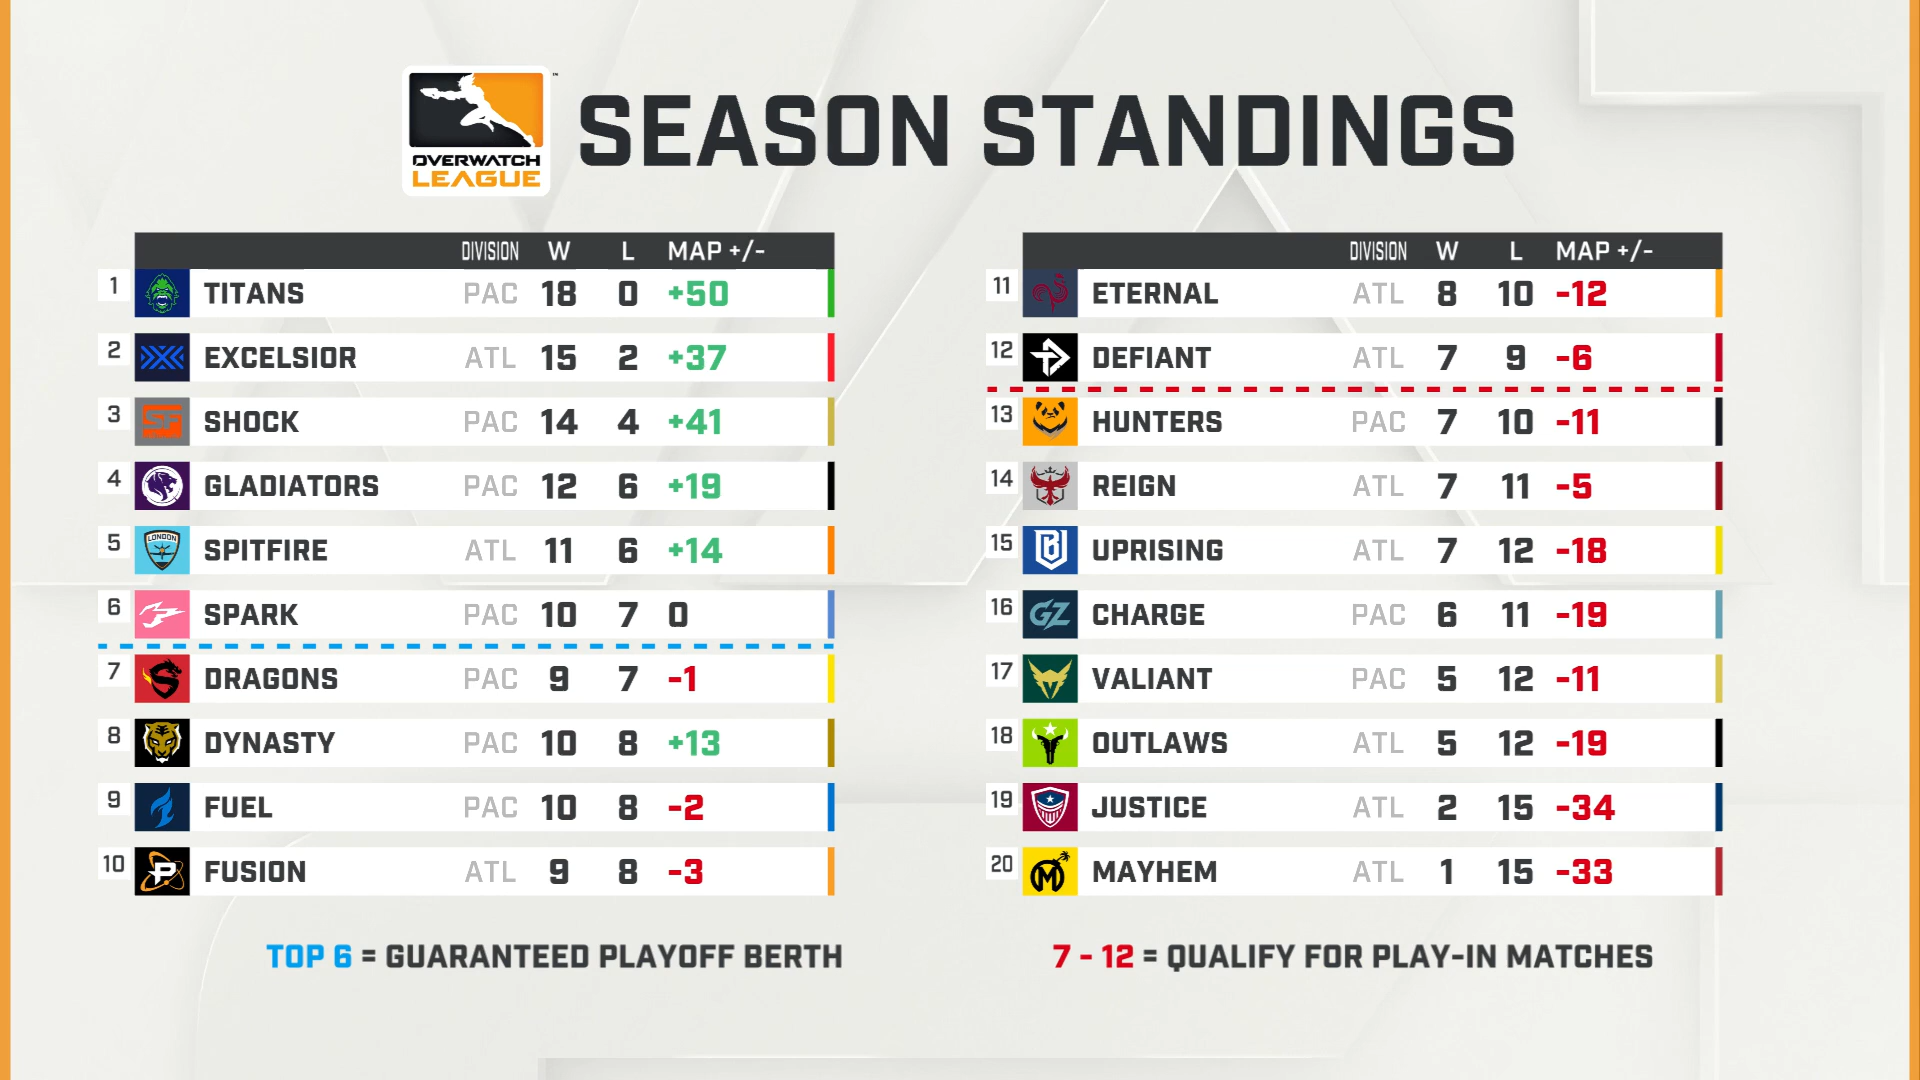 OVERWATCH
LEAGUE
™
SEASON STANDINGS
DIVISION W L MAP +/-
1 TITANS PAC 18 0 +50
2 EXCELSIOR ATL 15 2 +37
3 SF SHOCK PAC 14 4 +41
4 GLADIATORS PAC 12 6 +19
5 LONDON SPITFIRE ATL 11 6 +14
6 SPARK PAC 10 7 0
7 DRAGONS PAC 9 7 -1
8 DYNASTY PAC 10 8 +13
9 FUEL PAC 10 8 -2
10 P FUSION ATL 9 8 -3
DIVISION W L MAP +/-
11 ETERNAL ATL 8 10 -12
12 DEFIANT ATL 7 9 -6
13 HUNTERS PAC 7 10 -11
14 REIGN ATL 7 11 -5
15 B UPRISING ATL 7 12 -18
16 GZ CHARGE PAC 6 11 -19
17 VALIANT PAC 5 12 -11
18 OUTLAWS ATL 5 12 -19
19 JUSTICE ATL 2 15 -34
20 M MAYHEM ATL 1 15 -33
TOP 6 = GUARANTEED PLAYOFF BERTH
7 - 12 = QUALIFY FOR PLAY-IN MATCHES